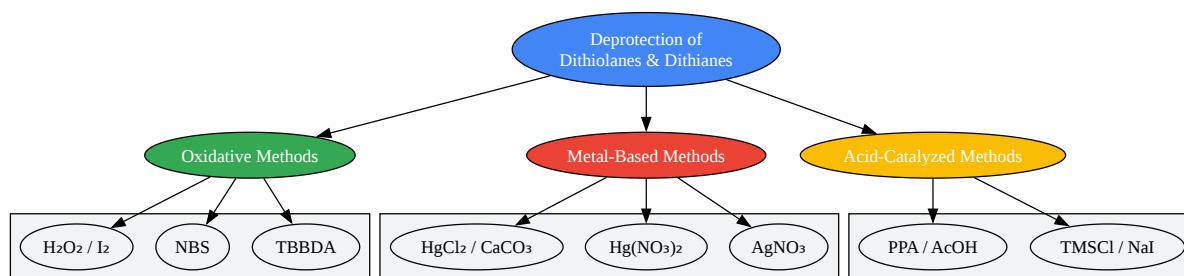 Deprotection of
Dithiolanes & Dithianes
Oxidative Methods
Metal-Based Methods
Acid-Catalyzed Methods
H₂O₂ / I₂
NBS
TBBDA
HgCl₂ / CaCO₃
Hg(NO₃)₂
AgNO₃
PPA / AcOH
TMSCl / NaI